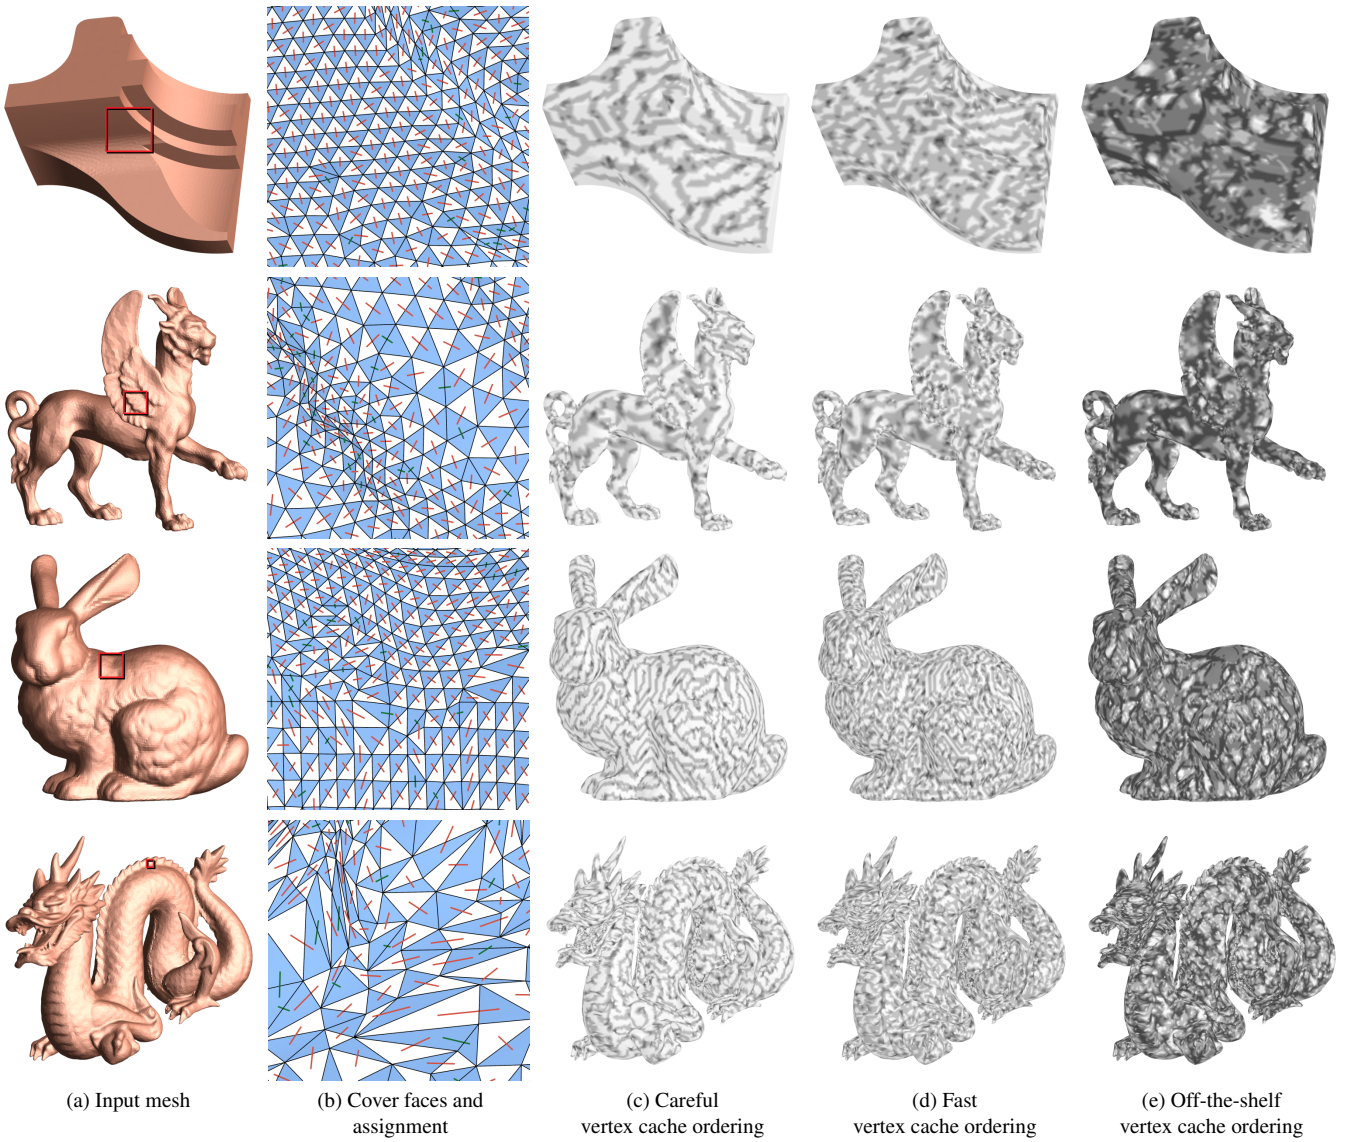 (a) Input mesh
(b) Cover faces and
assignment
(c) Careful
vertex cache ordering
(d) Fast
vertex cache ordering
(e) Off-the-shelf
vertex cache ordering